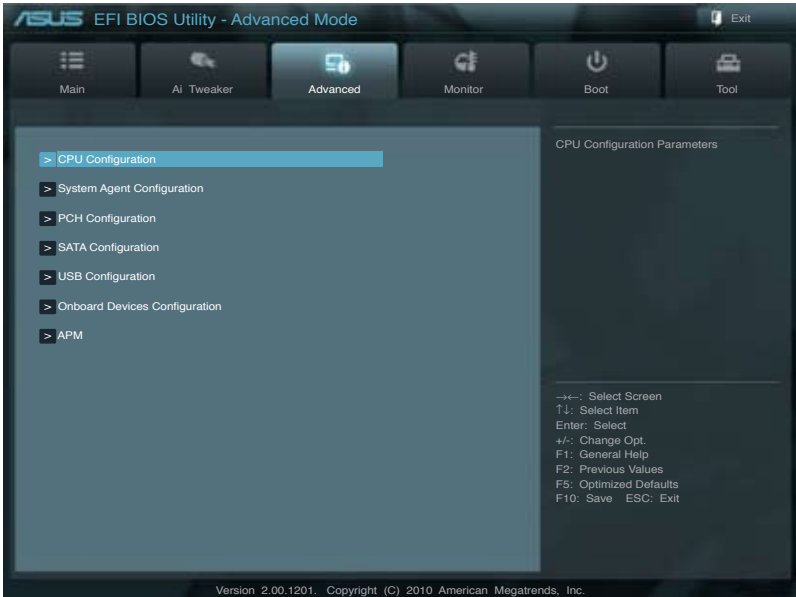 ASUS EFI BIOS Utility - Advanced Mode
Exit
Main
Ai Tweaker
Advanced
Monitor
Boot
Tool
> CPU Configuration
> System Agent Configuration
> PCH Configuration
> SATA Configuration
> USB Configuration
> Onboard Devices Configuration
> APM
CPU Configuration Parameters
→←: Select Screen
↑↓: Select Item
Enter: Select
+/-: Change Opt.
F1: General Help
F2: Previous Values
F5: Optimized Defaults
F10: Save ESC: Exit
Version 2.00.1201. Copyright (C) 2010 American Megatrends, Inc.